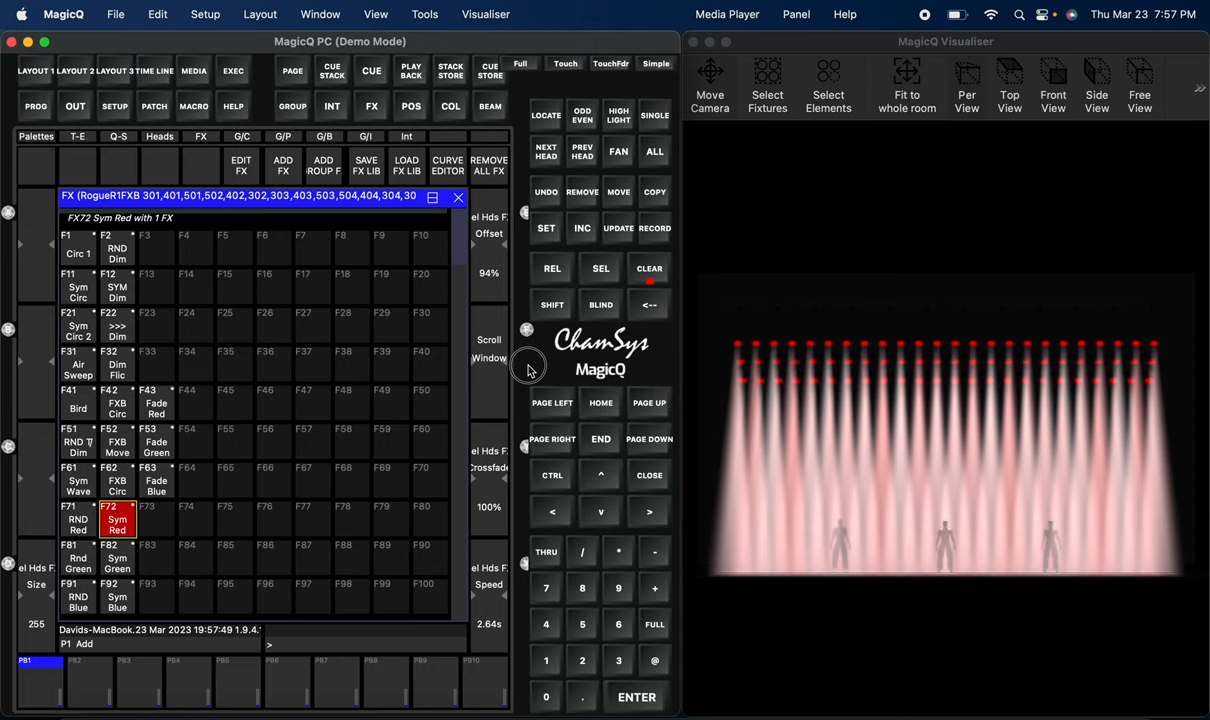 MagicQ File Edit Setup Layout Window View Tools Visualiser Media Player Panel Help Thu Mar 23 7:57 PM
MagicQ PC (Demo Mode)
LAYOUT 1 LAYOUT 2 LAYOUT 3 TIME LINE MEDIA EXEC PAGE CUE STACK CUE PLAY BACK STACK STORE CUE STORE
Full Touch TouchFdr Simple
PROG OUT SETUP PATCH MACRO HELP GROUP INT FX POS COL BEAM
Palettes T-E Q-S Heads FX G/C G/P G/B G/I Int
EDIT FX ADD FX ADD GROUP F LOAD FX LIB
SAVE FX LIB CURVE EDITOR REMOVE ALL FX
FX (RogueR1FXB 301,401,501,502,402,302,303,403,503,504,404,304,30
FX72 Sym Red with 1 FX
F1 Circ 1 F2 RND Dim F3 F4 F5 F6 F7 F8 F9 F10
F11 Sym Circ F12 SYM Dim F13 F14 F15 F16 F17 F18 F19 F20
F21 Sym Circ 2 F22 >>> Dim F23 F24 F25 F26 F27 F28 F29 F30
F31 Air Sweep F32 Dim Flic F33 F34 F35 F36 F37 F38 F39 F40
F41 Bird F42 FXB Circ F43 Fade Red F44 F45 F46 F47 F48 F49 F50
F51 F52 FXB Move F53 Fade Green F54 F55 F56 F57 F58 F59 F60
F61 Sym Wave F62 FXB Circ F63 Fade Blue F64 F65 F66 F67 F68 F69 F70
F71 RND Red F72 Sym Red F73 F74 F75 F76 F77 F78 F79 F80
F81 Rnd Green F82 Sym Green F83 F84 F85 F86 F87 F88 F89 F90
F91 RND Blue F92 Sym Blue F93 F94 F95 F96 F97 F98 F99 F100
el Hds F
Offset
94%
Scroll
Window
el Hds F
Crossfade
100%
el Hds F
Size
255
el Hds F
Speed
2.64s
Davids-MacBook.23 Mar 2023 19:57:49 1.9.4.
P1 Add >
PB1 PB2 PB3 PB4 PB5 PB6 PB7 PB8 PB9 PB10
LOCATE ODD EVEN HIGH LIGHT SINGLE
NEXT HEAD PREV HEAD FAN ALL
UNDO REMOVE MOVE COPY
SET INC UPDATE RECORD
REL SEL CLEAR
SHIFT BLIND <--
ChamSys
MagicQ
PAGE LEFT HOME PAGE UP
PAGE RIGHT END PAGE DOWN
CTRL ^ CLOSE
< v >
THRU / * -
7 8 9 +
4 5 6 FULL
1 2 3 @
0 . ENTER
MagicQ Visualiser
Move Camera Select Fixtures Select Elements Fit to whole room Per View Top View Front View Side View Free View